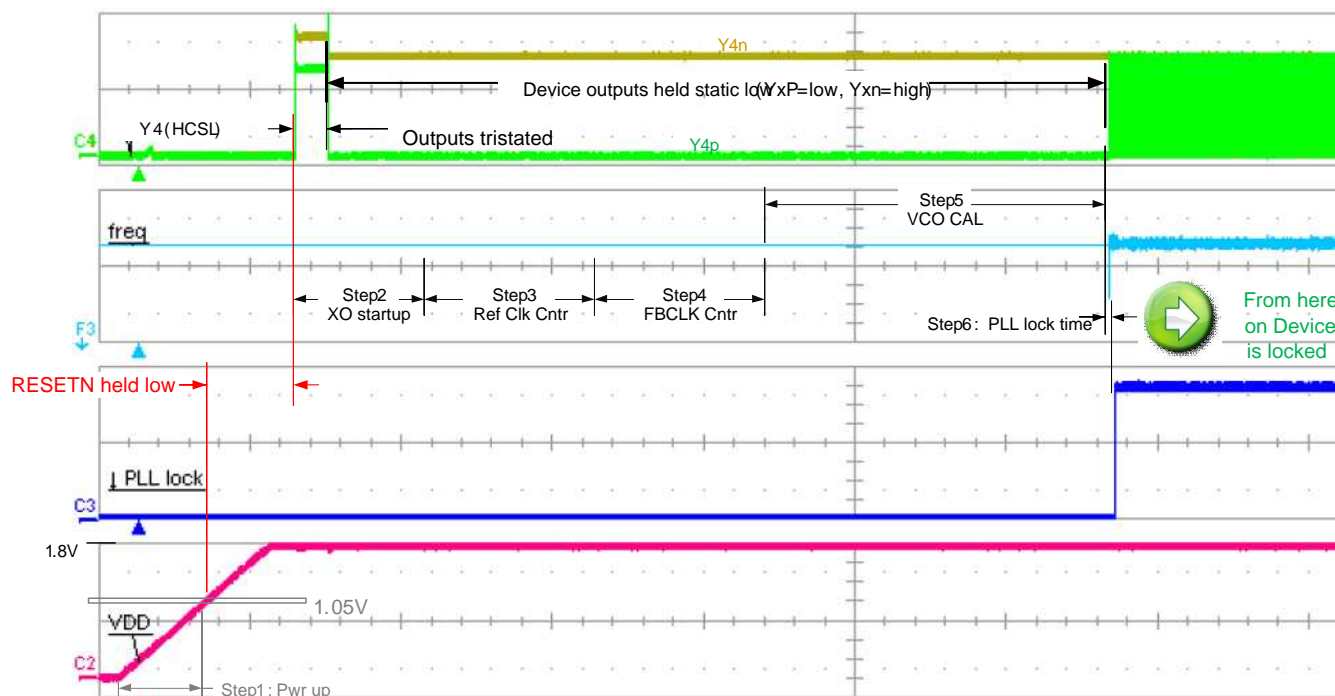 Y4n
Device outputs held static low (YxP=low, Yxn=high)
Y4(HCSL)
Outputs tristated
C4
Y4p
Step5
VCO CAL
freq
Step2
XO startup
Step3
Ref Clk Cntr
Step4
FBCLK Cntr
Step6: PLL lock time
From here
on Device
is locked
F3
RESETN held low
PLL lock
C3
1.8V
1.05V
VDD
C2
Step1: Pwr up